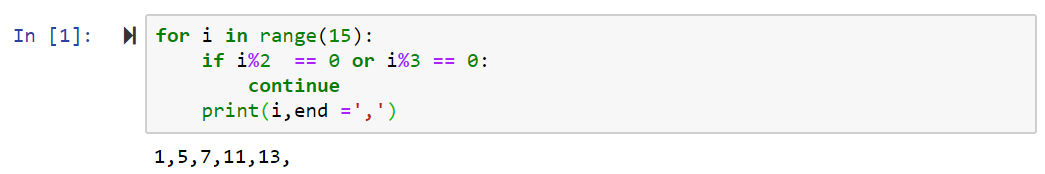 In [1]:
for i in range(15):
    if i%2  == 0 or i%3 == 0:
        continue
    print(i,end =',')
1,5,7,11,13,